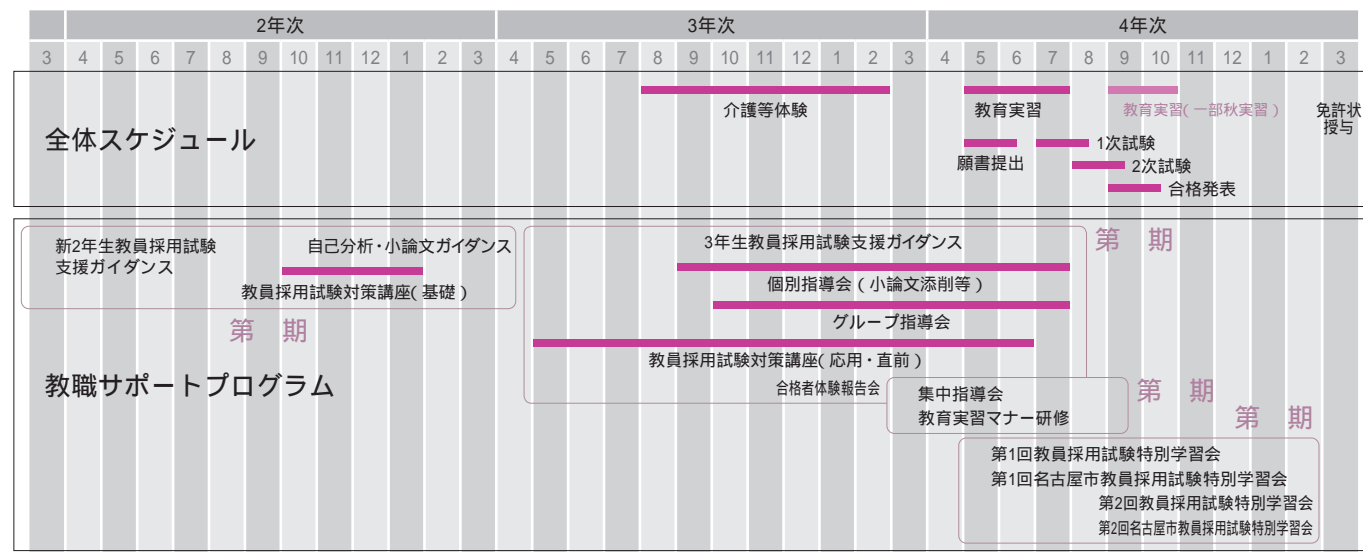 2年次 3年次 4年次
3 4 5 6 7 8 9 10 11 12 1 2 3 4 5 6 7 8 9 10 11 12 1 2 3 4 5 6 7 8 9 10 11 12 1 2 3
全体スケジュール
介護等体験
教育実習
教育実習(一部秋実習)
免許状
授与
願書提出
1次試験
2次試験
合格発表
教職サポートプログラム
新2年生教員採用試験
支援ガイダンス
自己分析・小論文ガイダンス
教員採用試験対策講座(基礎)
第 期
3年生教員採用試験支援ガイダンス
個別指導会(小論文添削等)
グループ指導会
教員採用試験対策講座(応用・直前)
合格者体験報告会
第 期
集中指導会
教育実習マナー研修
第 期
第 期
第1回教員採用試験特別学習会
第1回名古屋市教員採用試験特別学習会
第2回教員採用試験特別学習会
第2回名古屋市教員採用試験特別学習会